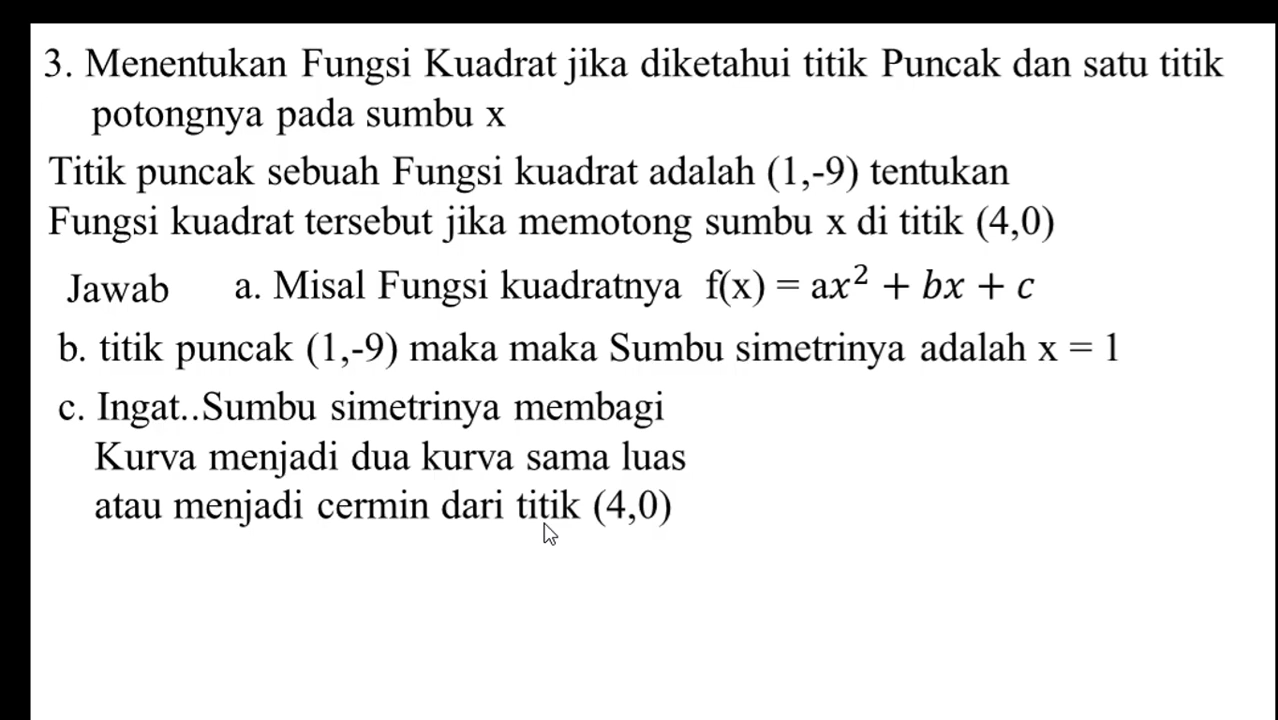 3. Menentukan Fungsi Kuadrat jika diketahui titik Puncak dan satu titik
potongnya pada sumbu x
Titik puncak sebuah Fungsi kuadrat adalah (1,-9) tentukan
Fungsi kuadrat tersebut jika memotong sumbu x di titik (4,0)
Jawab a. Misal Fungsi kuadratnya f(x) = ax² + bx + c
b. titik puncak (1,-9) maka maka Sumbu simetrinya adalah x = 1
c. Ingat..Sumbu simetrinya membagi
Kurva menjadi dua kurva sama luas
atau menjadi cermin dari titik (4,0)